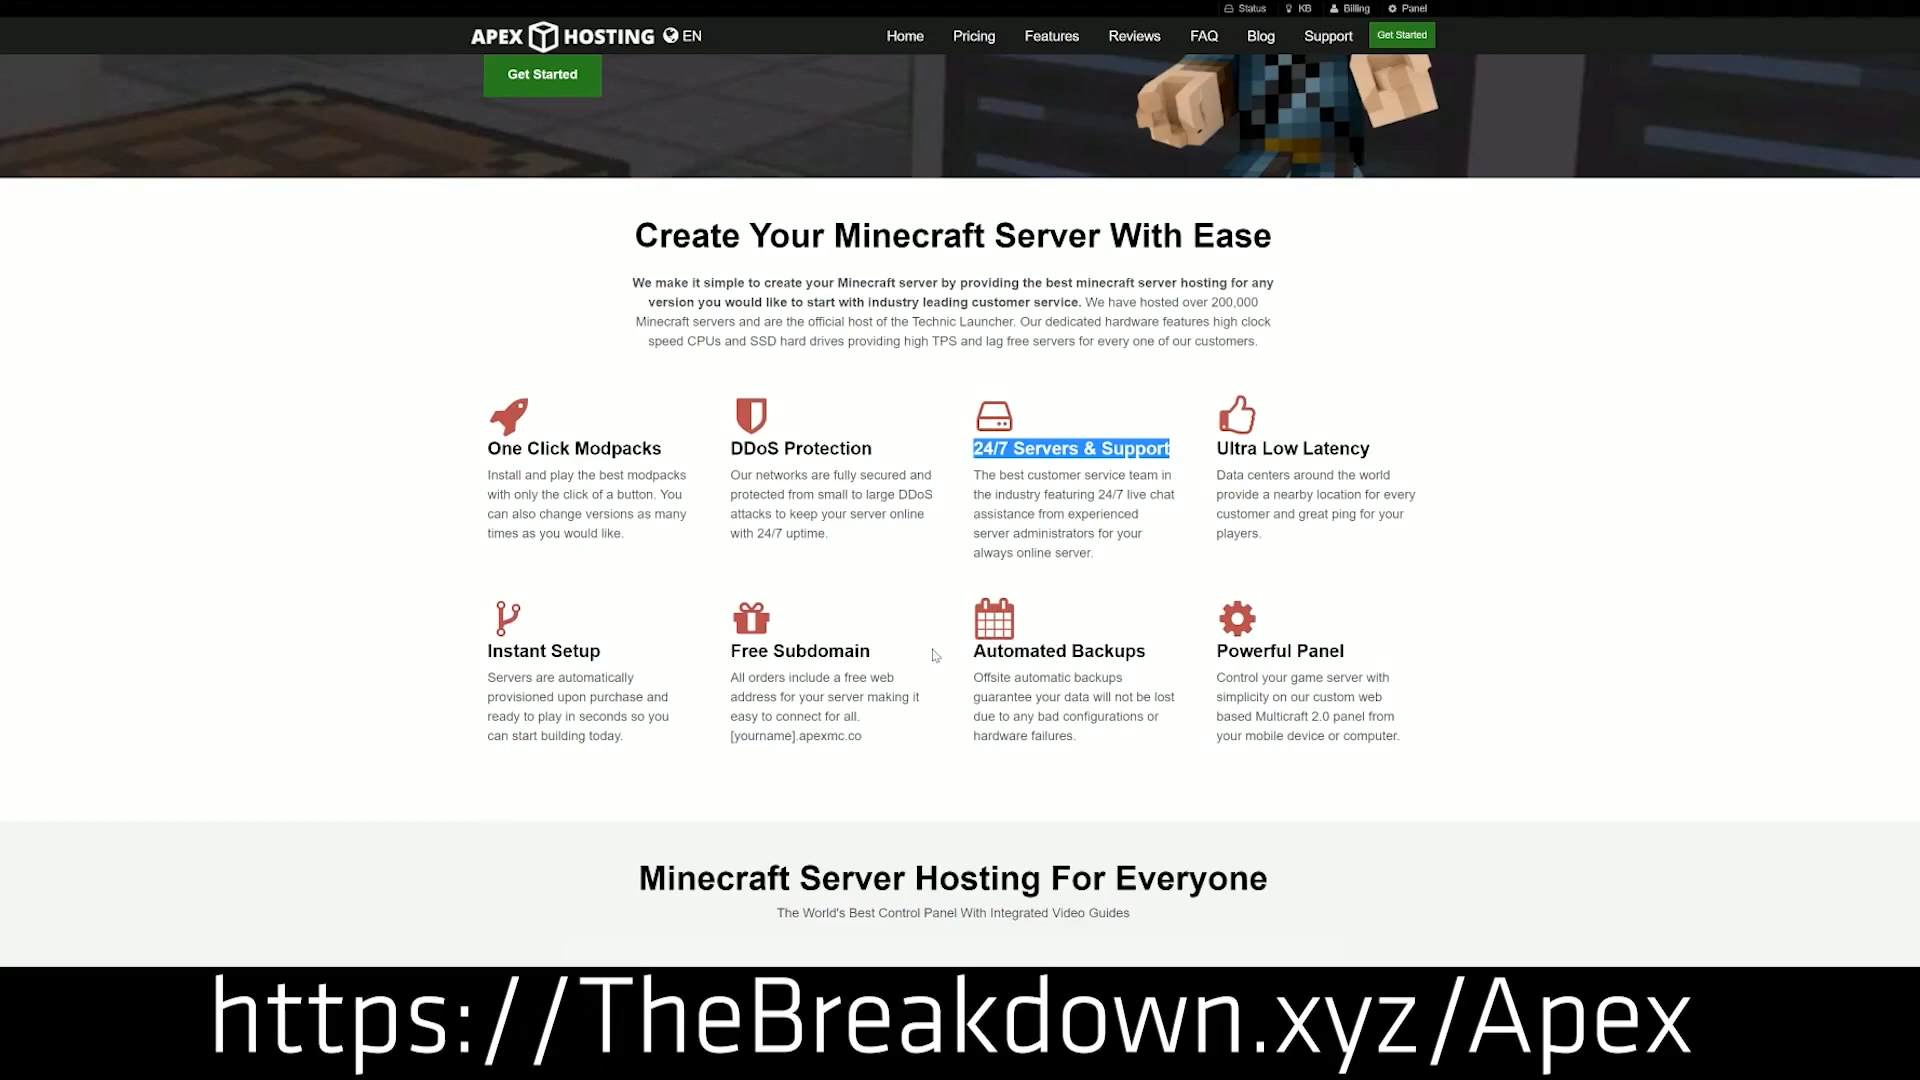 Status KB Billing Panel
APEX HOSTING EN Home Pricing Features Reviews FAQ Blog Support Get Started
Get Started
Create Your Minecraft Server With Ease
We make it simple to create your Minecraft server by providing the best minecraft server hosting for any
version you would like to start with industry leading customer service. We have hosted over 200,000
Minecraft servers and are the official host of the Technic Launcher. Our dedicated hardware features high clock
speed CPUs and SSD hard drives providing high TPS and lag free servers for every one of our customers.
One Click Modpacks
Install and play the best modpacks
with only the click of a button. You
can also change versions as many
times as you would like.
DDoS Protection
Our networks are fully secured and
protected from small to large DDoS
attacks to keep your server online
with 24/7 uptime.
24/7 Servers & Support
The best customer service team in
the industry featuring 24/7 live chat
assistance from experienced
server administrators for your
always online server.
Ultra Low Latency
Data centers around the world
provide a nearby location for every
customer and great ping for your
players.
Instant Setup
Servers are automatically
provisioned upon purchase and
ready to play in seconds so you
can start building today.
Free Subdomain
All orders include a free web
address for your server making it
easy to connect for all.
[yourname].apexmc.co
Automated Backups
Offsite automatic backups
guarantee your data will not be lost
due to any bad configurations or
hardware failures.
Powerful Panel
Control your game server with
simplicity on our custom web
based Multicraft 2.0 panel from
your mobile device or computer.
Minecraft Server Hosting For Everyone
The World's Best Control Panel With Integrated Video Guides
https://TheBreakdown.xyz/Apex